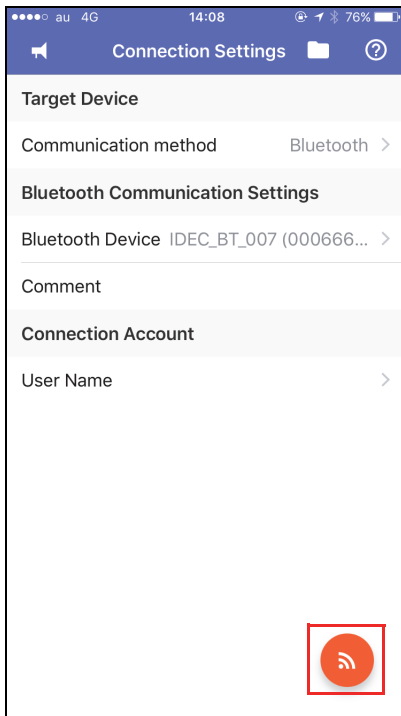 au 4G 14:08 76%
Connection Settings
Target Device
Communication method Bluetooth
Bluetooth Communication Settings
Bluetooth Device IDEC_BT_007 (000666...
Comment
Connection Account
User Name